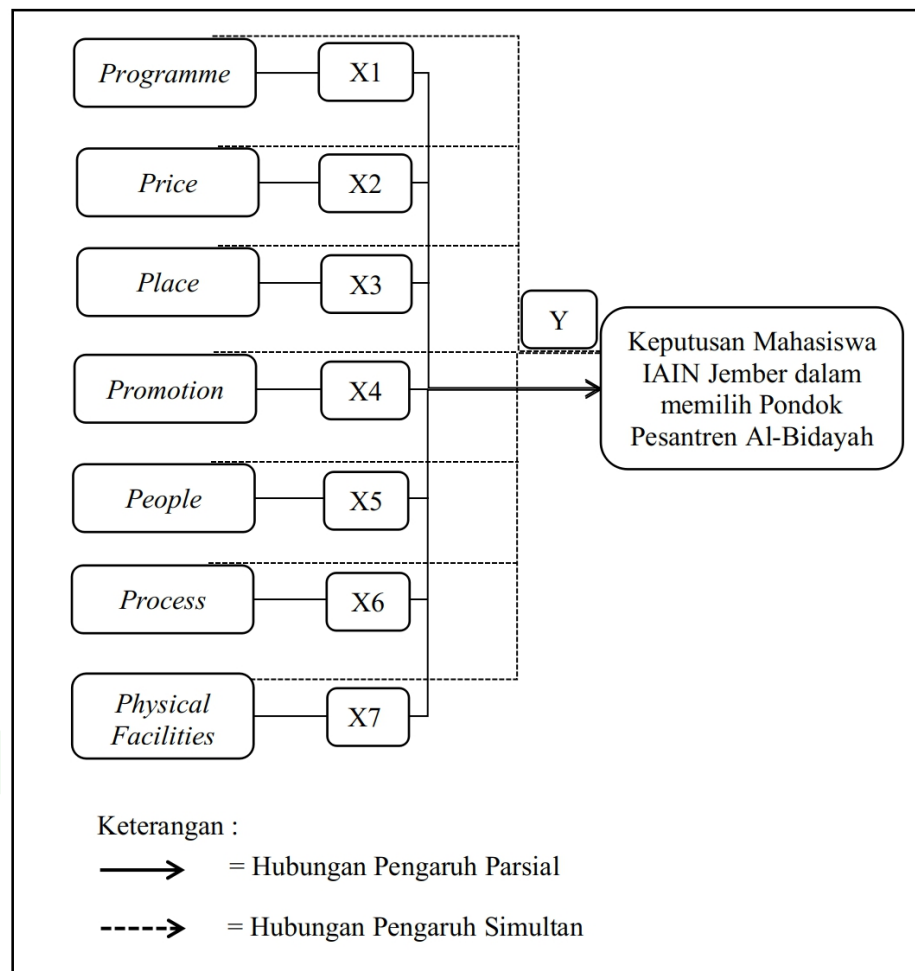 Programme
X1
Price
X2
Place
X3
Y
Keputusan Mahasiswa
IAIN Jember dalam
memilih Pondok
Pesantren Al-Bidayah
Promotion
X4
People
X5
Process
X6
Physical
Facilities
X7
Keterangan :
= Hubungan Pengaruh Parsial
= Hubungan Pengaruh Simultan